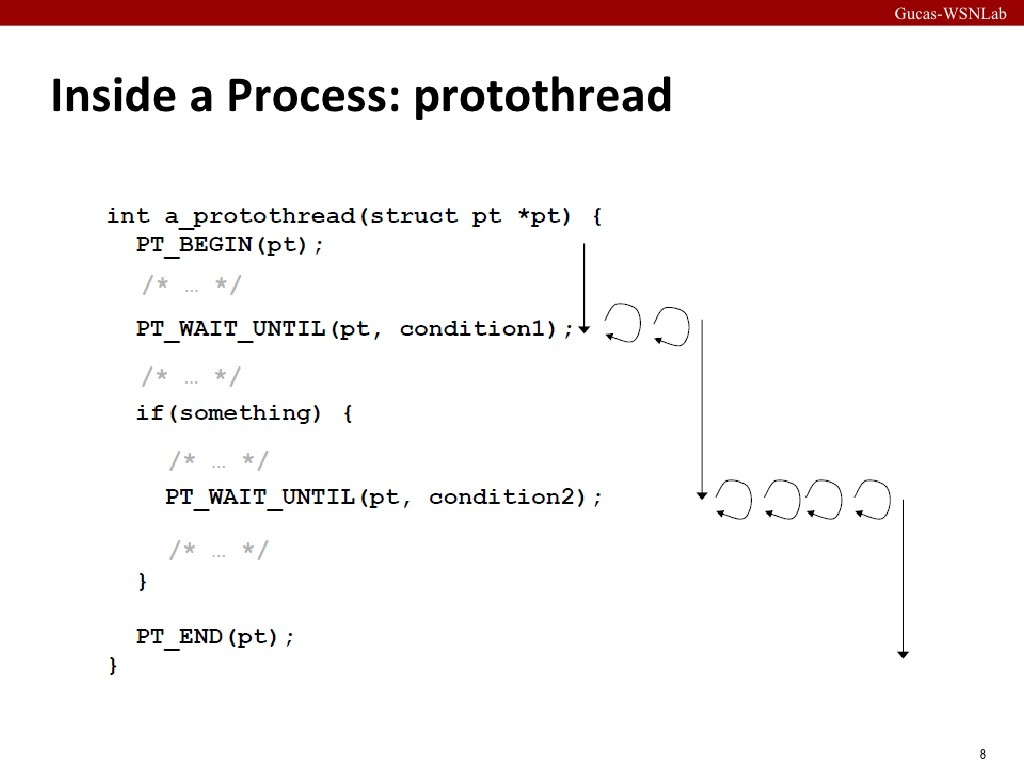 Gucas-WSNLab
Inside a Process: protothread
int a_protothread(struct pt *pt) {
PT_BEGIN(pt);
/* … */
PT_WAIT_UNTIL(pt, condition1);
/* … */
if(something) {
/* … */
PT_WAIT_UNTIL(pt, condition2);
/* … */
}
PT_END(pt);
}
8